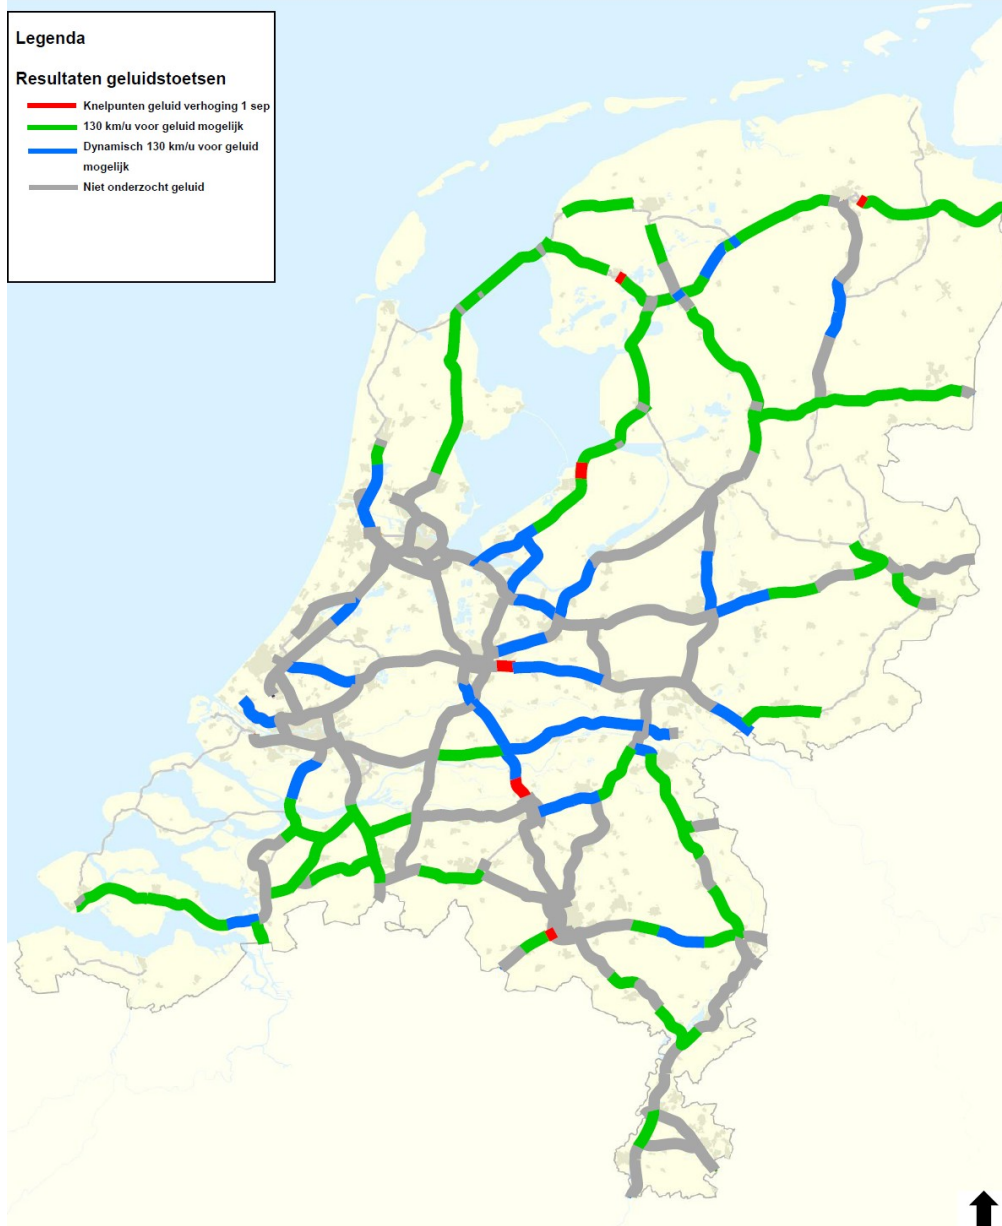 Legenda
Resultaten geluidstoetsen
Knelpunten geluid verhoging 1 sep
130 km/u voor geluid mogelijk
Dynamisch 130 km/u voor geluid
mogelijk
Niet onderzocht geluid